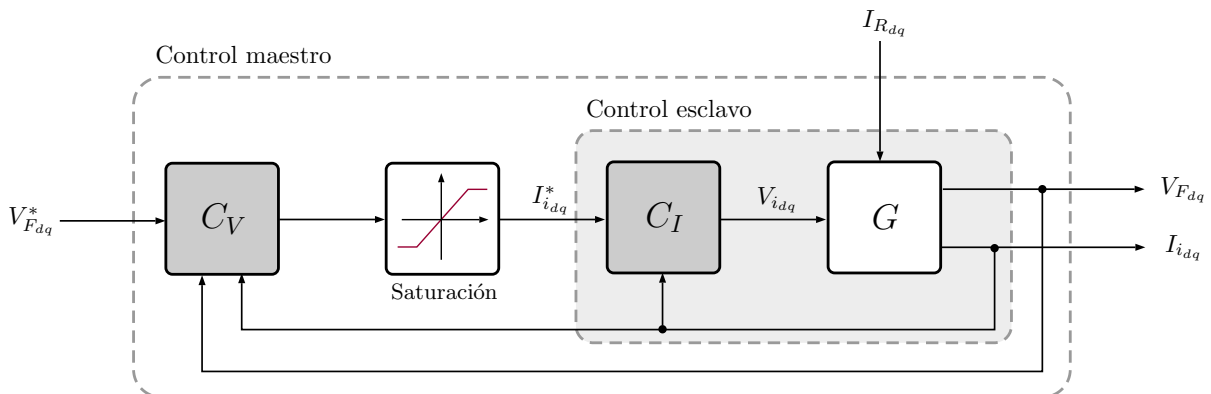 I_{R_{dq}}
Control maestro
Control esclavo
V^*_{F_{dq}}
C_V
Saturación
I^*_{i_{dq}}
C_I
V_{i_{dq}}
G
V_{F_{dq}}
I_{i_{dq}}